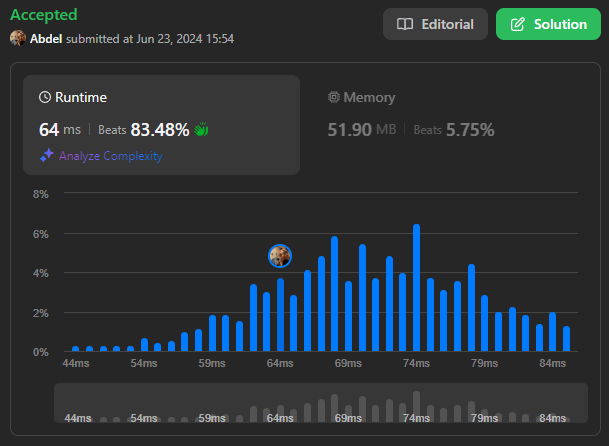 Accepted
Editorial
Solution
Abdel submitted at Jun 23, 2024 15:54
Runtime
Memory
64 ms Beats 83.48%
51.90 MB Beats 5.75%
Analyze Complexity
8%
6%
4%
2%
0%
44ms 54ms 59ms 64ms 69ms 74ms 79ms 84ms
44ms 54ms 59ms 64ms 69ms 74ms 79ms 84ms